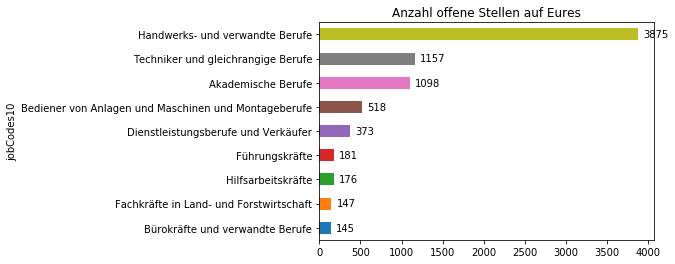 Anzahl offene Stellen auf Eures
jobCodes10
Handwerks- und verwandte Berufe 3875
Techniker und gleichrangige Berufe 1157
Akademische Berufe 1098
Bediener von Anlagen und Maschinen und Montageberufe 518
Dienstleistungsberufe und Verkäufer 373
Führungskräfte 181
Hilfsarbeitskräfte 176
Fachkräfte in Land- und Forstwirtschaft 147
Bürokräfte und verwandte Berufe 145
0 500 1000 1500 2000 2500 3000 3500 4000